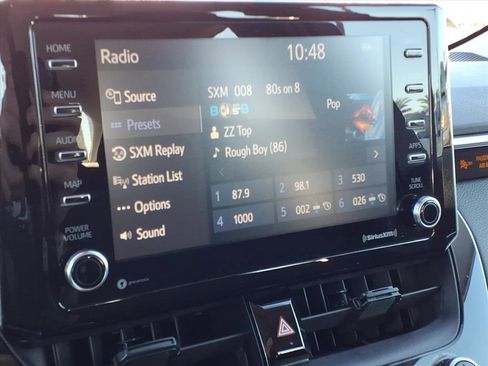 Radio 10:48
HOME
SXM 008 80s on 8
Source
MENU
Pop
Presets
ZZ Top
AUDIO
SXM Replay
Rough Boy (86)
APPS
Station List
MAP
1 87.9 2 98.1 3 530
TUNE
SCROLL
Options
4 1000 5 002 6 026
POWER
VOLUME
Sound
SiriusXM